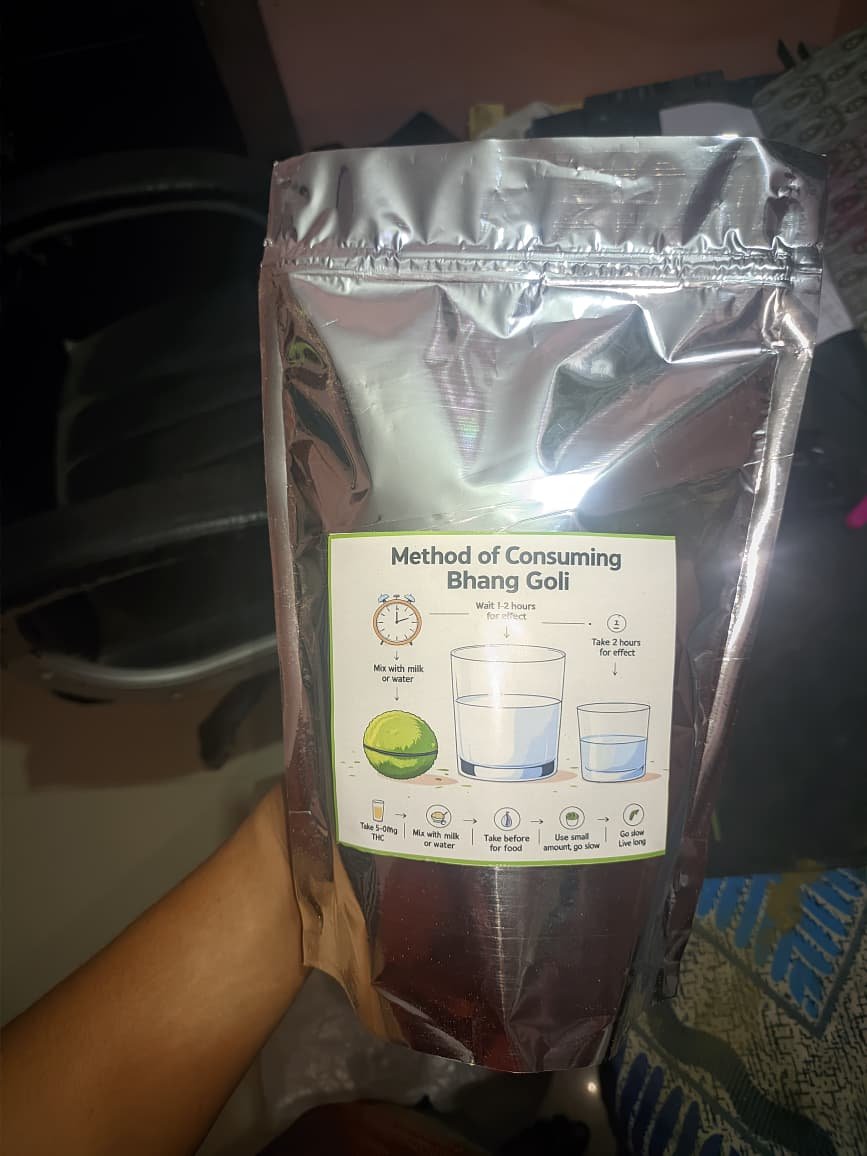 Method of Consuming
Bhang Goli
Wait 1-2 hours
for effect
2
Take 2 hours
for effect
Mix with milk
or water
Take 5-0mg
THC
Mix with milk
or water
Take before
for food
Use small
amount, go slow
Go slow
Live long